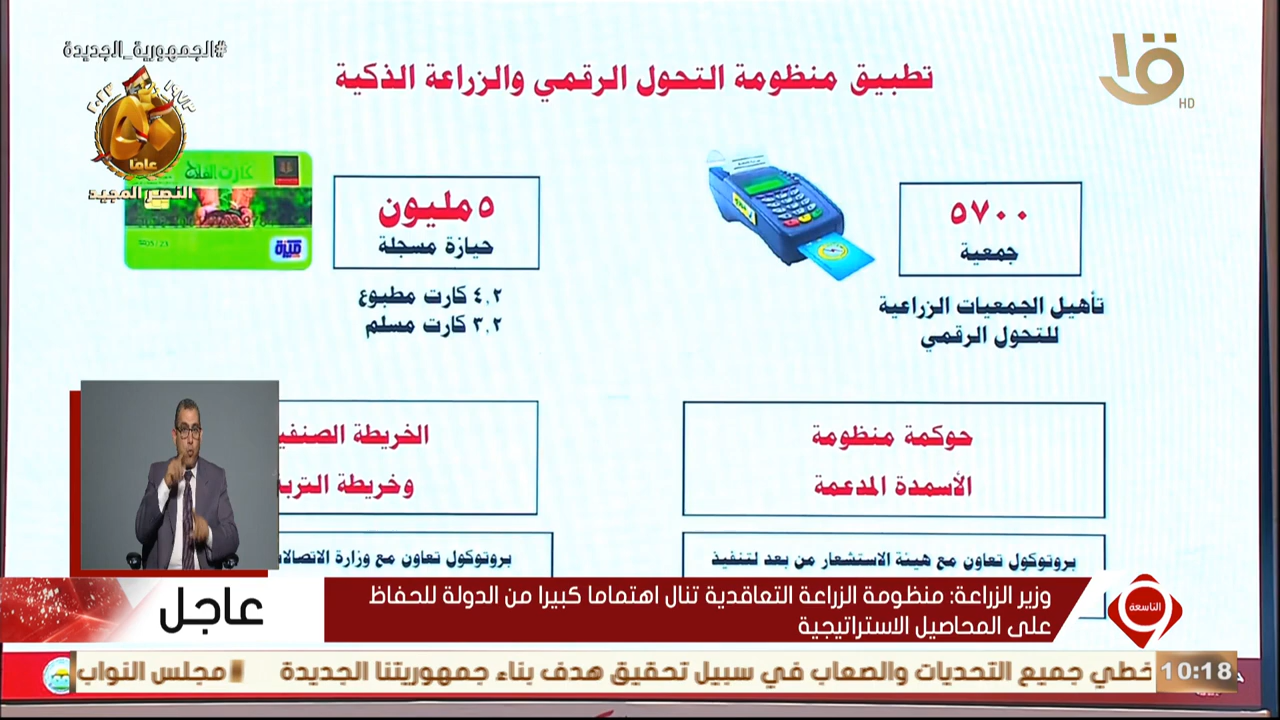 #الجمهورية_الجديدة
عاما
النصر المجيد
HD
تطبيق منظومة التحول الرقمي والزراعة الذكية
٥٧٠٠
جمعية
تأهيل الجمعيات الزراعية
للتحول الرقمي
٥ مليون
حيازة مسجلة
٤,٢ كارت مطبوع
٣,٢ كارت مسلم
كارت الفلاح
ميزة
حوكمة منظومة
الأسمدة المدعمة
الخريطة
وخريطة
بروتوكول تعاون مع هيئة الاستشعار من بعد لتنفيذ
بروتوكول تعاون مع وزارة
التاسعة
٩
عاجل
وزير الزراعة: منظومة الزراعة التعاقدية تنال اهتماما كبيرا من الدولة للحفاظ
على المحاصيل الاستراتيجية
10:18
خطي جميع التحديات والصعاب في سبيل تحقيق هدف بناء جمهوريتنا الجديدة
مجلس النواب